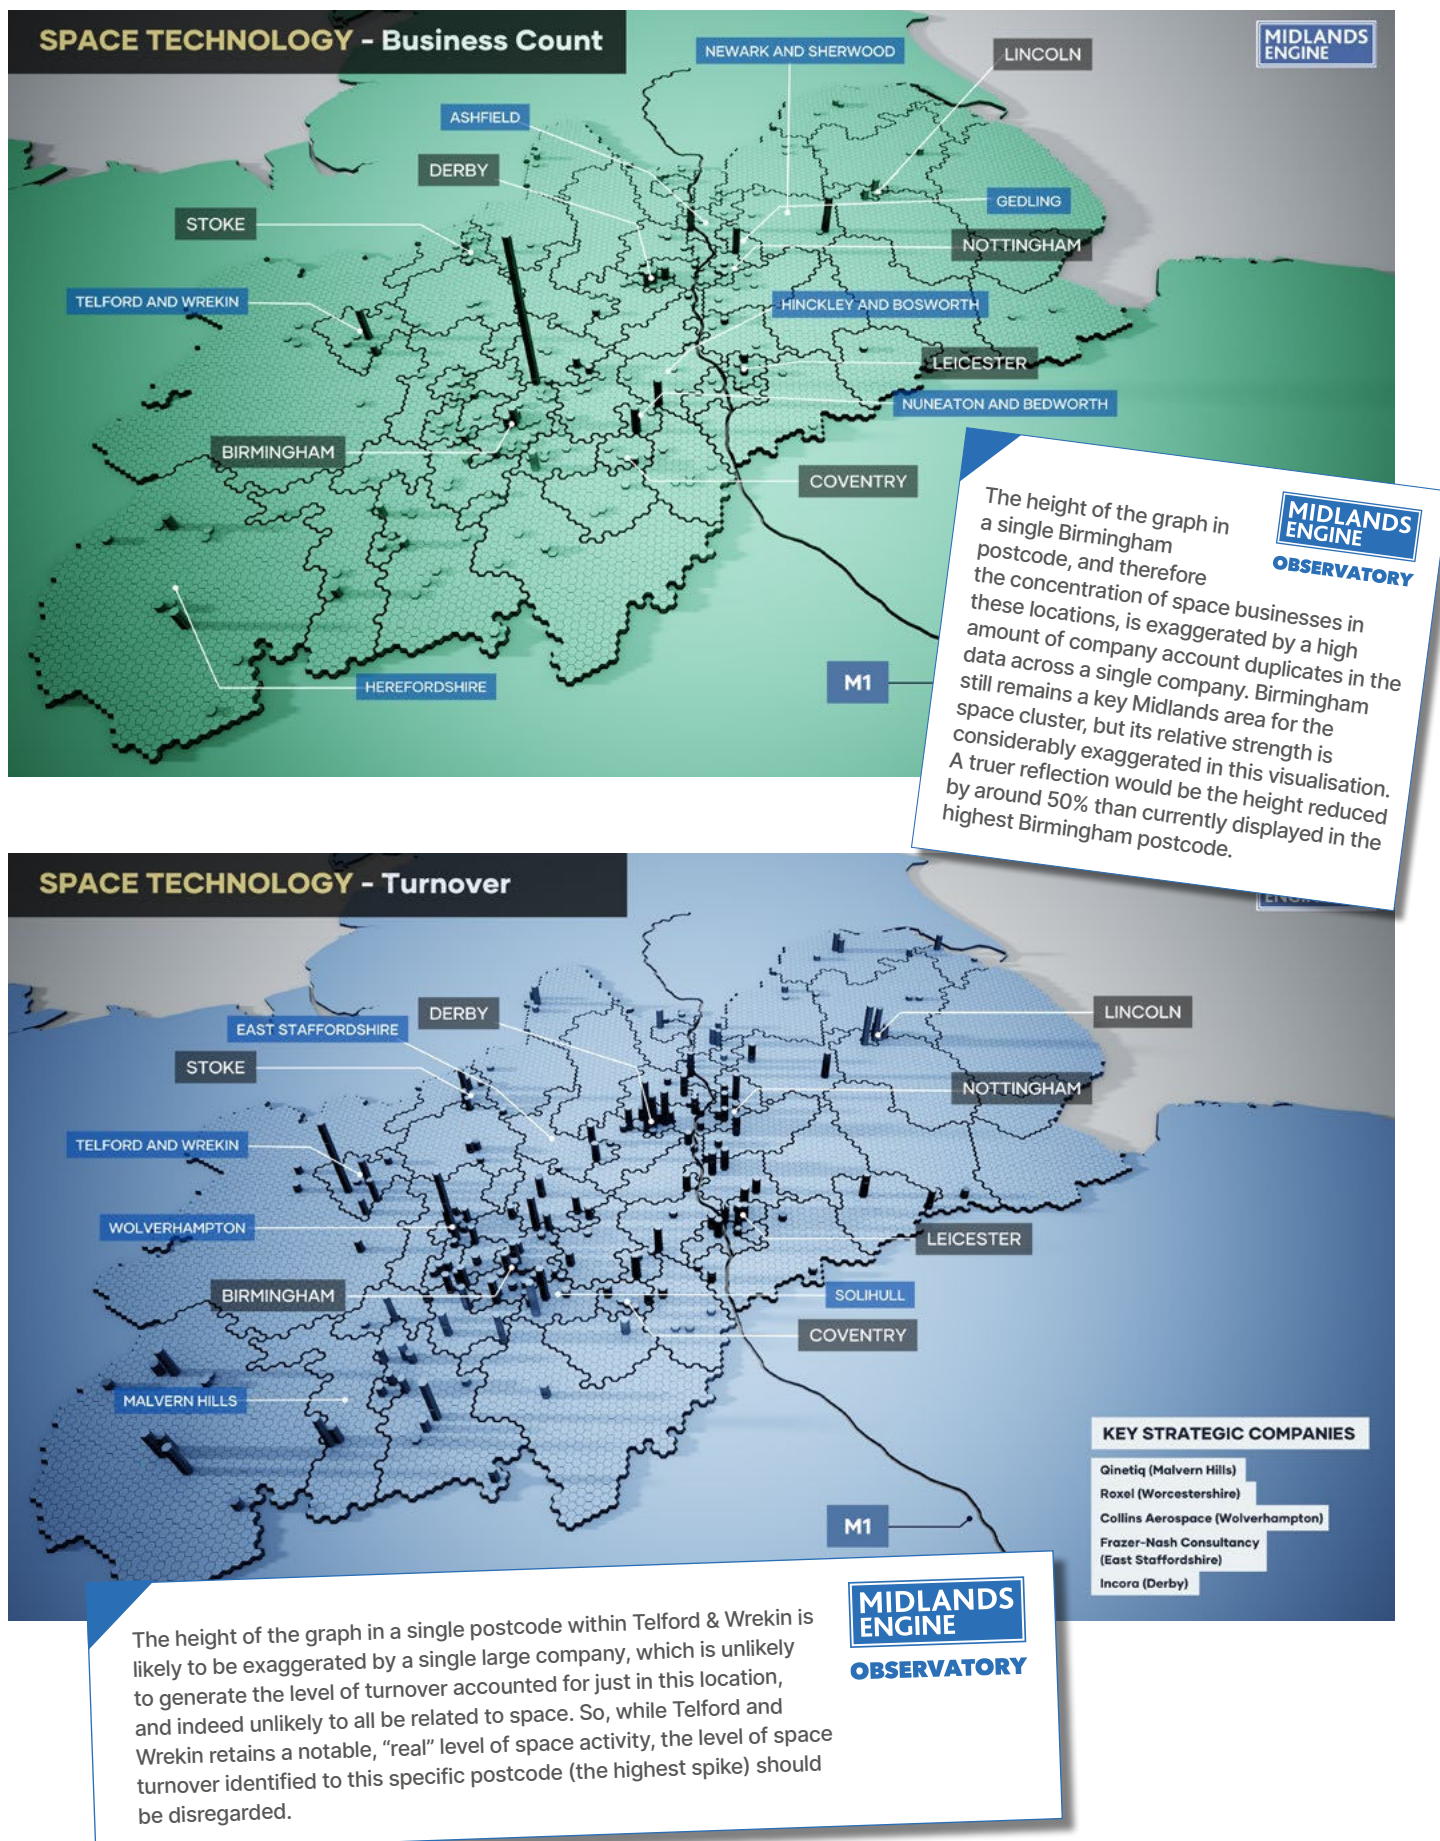 SPACE TECHNOLOGY - Business Count
MIDLANDS
ENGINE
NEWARK AND SHERWOOD
LINCOLN
ASHFIELD
DERBY
GEDLING
STOKE
NOTTINGHAM
TELFORD AND WREKIN
HINCKLEY AND BOSWORTH
LEICESTER
NUNEATON AND BEDWORTH
BIRMINGHAM
COVENTRY
HEREFORDSHIRE
M1
The height of the graph in
a single Birmingham
postcode, and therefore
the concentration of space businesses in
these locations, is exaggerated by a high
amount of company account duplicates in the
data across a single company. Birmingham
still remains a key Midlands area for the
space cluster, but its relative strength is
considerably exaggerated in this visualisation.
A truer reflection would be the height reduced
by around 50% than currently displayed in the
highest Birmingham postcode.
MIDLANDS
ENGINE
OBSERVATORY
SPACE TECHNOLOGY - Turnover
DERBY
LINCOLN
EAST STAFFORDSHIRE
STOKE
NOTTINGHAM
TELFORD AND WREKIN
WOLVERHAMPTON
LEICESTER
BIRMINGHAM
SOLIHULL
COVENTRY
MALVERN HILLS
KEY STRATEGIC COMPANIES
Qinetiq (Malvern Hills)
Roxel (Worcestershire)
Collins Aerospace (Wolverhampton)
Frazer-Nash Consultancy
(East Staffordshire)
Incora (Derby)
M1
The height of the graph in a single postcode within Telford & Wrekin is
likely to be exaggerated by a single large company, which is unlikely
to generate the level of turnover accounted for just in this location,
and indeed unlikely to all be related to space. So, while Telford and
Wrekin retains a notable, “real” level of space activity, the level of space
turnover identified to this specific postcode (the highest spike) should
be disregarded.
MIDLANDS
ENGINE
OBSERVATORY